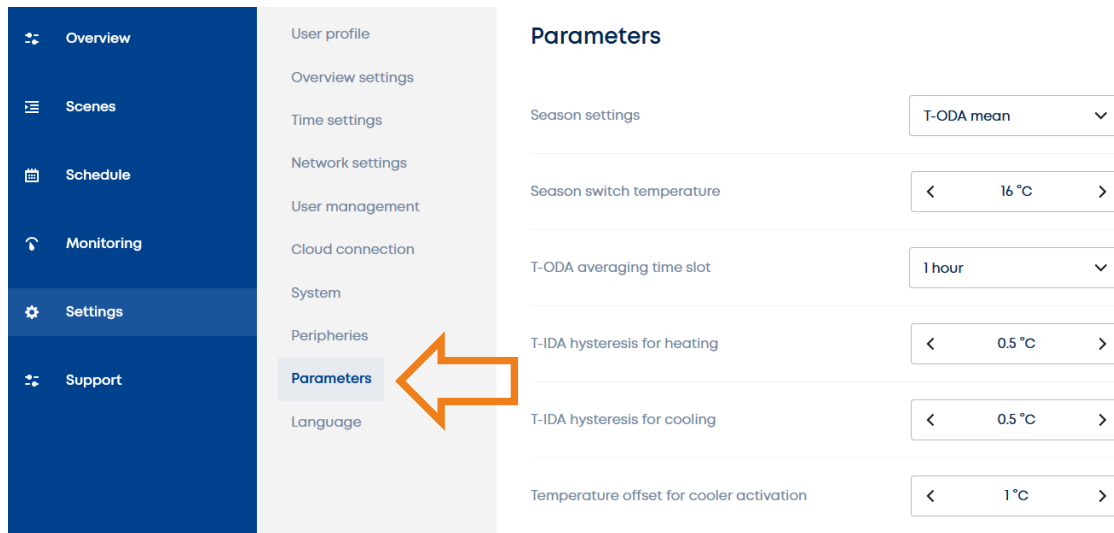 Overview
Scenes
Schedule
Monitoring
Settings
Support
User profile
Overview settings
Time settings
Network settings
User management
Cloud connection
System
Peripheries
Parameters
Language
Parameters
Season settings
T-ODA mean
Season switch temperature
16 °C
T-ODA averaging time slot
1 hour
T-IDA hysteresis for heating
0.5 °C
T-IDA hysteresis for cooling
0.5 °C
Temperature offset for cooler activation
1 °C